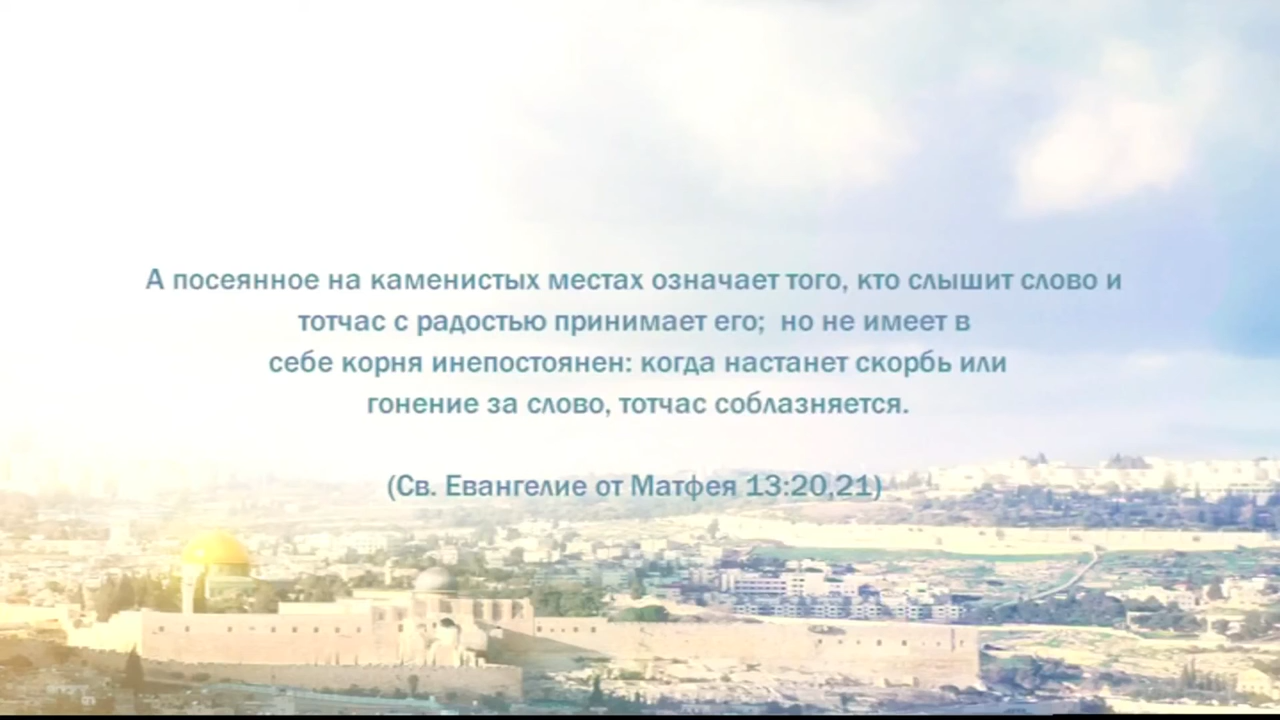 А посеянное на каменистых местах означает того, кто слышит слово и
тотчас с радостью принимает его;  но не имеет в
себе корня инепостоянен: когда настанет скорбь или
гонение за слово, тотчас соблазняется.
(Св. Евангелие от Матфея 13:20,21)